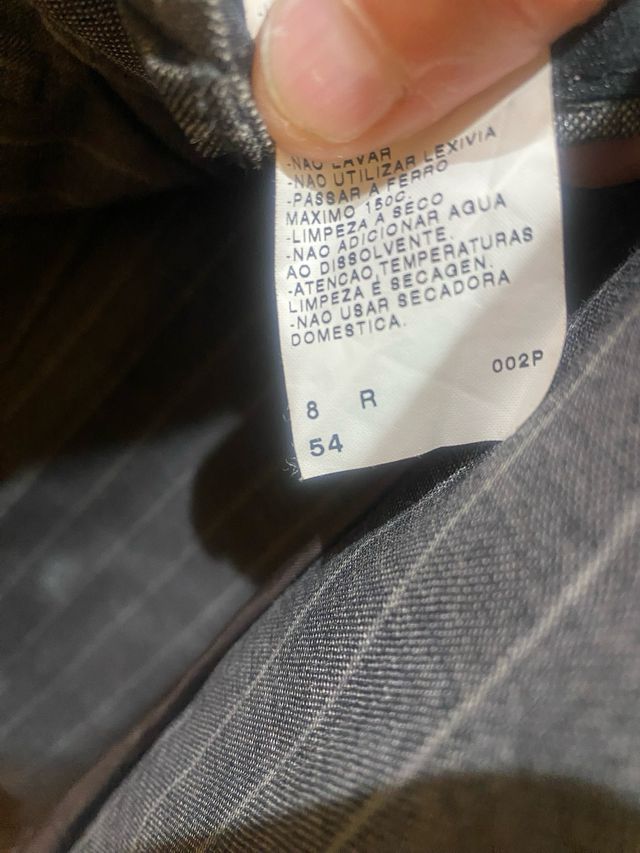 -NAO LAVAR
-NAO UTILIZAR LEXIVIA
-PASSAR A FERRO
MAXIMO 150C.
-LIMPEZA A SECO
-NAO ADICIONAR AGUA
AO DISSOLVENTE.
-ATENCAO TEMPERATURAS
LIMPEZA E SECAGEN.
-NAO USAR SECADORA
DOMESTICA.
002P
8 R
54